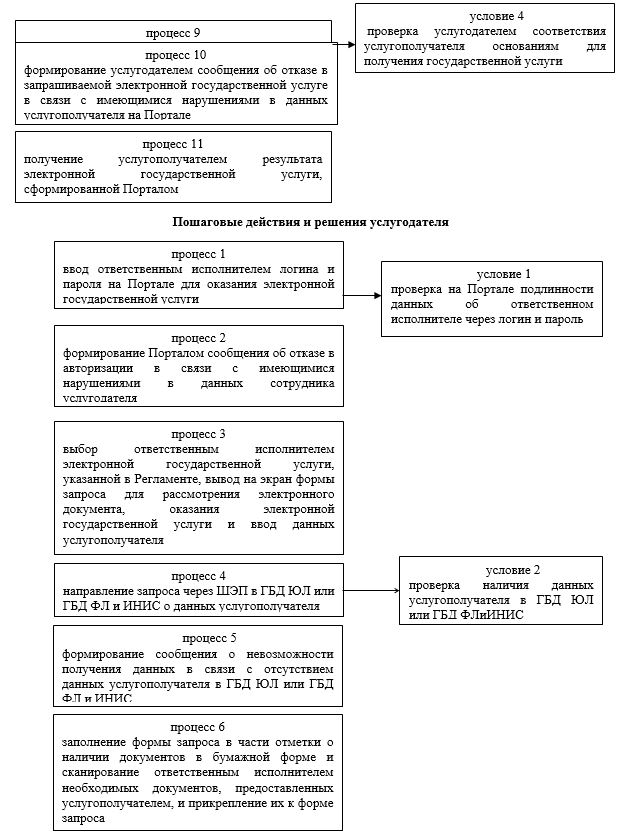 процесс 9
условие 4
проверка услугодателем соответствия
услугополучателя основаниям для
получения государственной услуги
процесс 10
формирование услугодателем сообщения об отказе в
запрашиваемой электронной государственной услуге
в связи с имеющимися нарушениями в данных
услугополучателя на Портале
процесс 11
получение услугополучателем результата
электронной государственной услуги,
сформированной Порталом
Пошаговые действия и решения услугодателя
процесс 1
ввод ответственным исполнителем логина и
пароля на Портале для оказания электронной
государственной услуги
условие 1
проверка на Портале подлинности
данных об ответственном
исполнителе через логин и пароль
процесс 2
формирование Порталом сообщения об отказе в
авторизации в связи с имеющимися
нарушениями в данных сотрудника
услугодателя
процесс 3
выбор ответственным исполнителем
электронной государственной услуги,
указанной в Регламенте, вывод на экран формы
запроса для рассмотрения электронного
документа, оказания электронной
государственной услуги и ввод данных
услугополучателя
процесс 4
направление запроса через ШЭП в ГБД ЮЛ или
ГБД ФЛ и ИНИС о данных услугополучателя
условие 2
проверка наличия данных
услугополучателя в ГБД ЮЛ
или ГБД ФЛиИНИС
процесс 5
формирование сообщения о невозможности
получения данных в связи с отсутствием
данных услугополучателя в ГБД ЮЛ или ГБД
ФЛ и ИНИС
процесс 6
заполнение формы запроса в части отметки о
наличии документов в бумажной форме и
сканирование ответственным исполнителем
необходимых документов, предоставленных
услугополучателем, и прикрепление их к форме
запроса